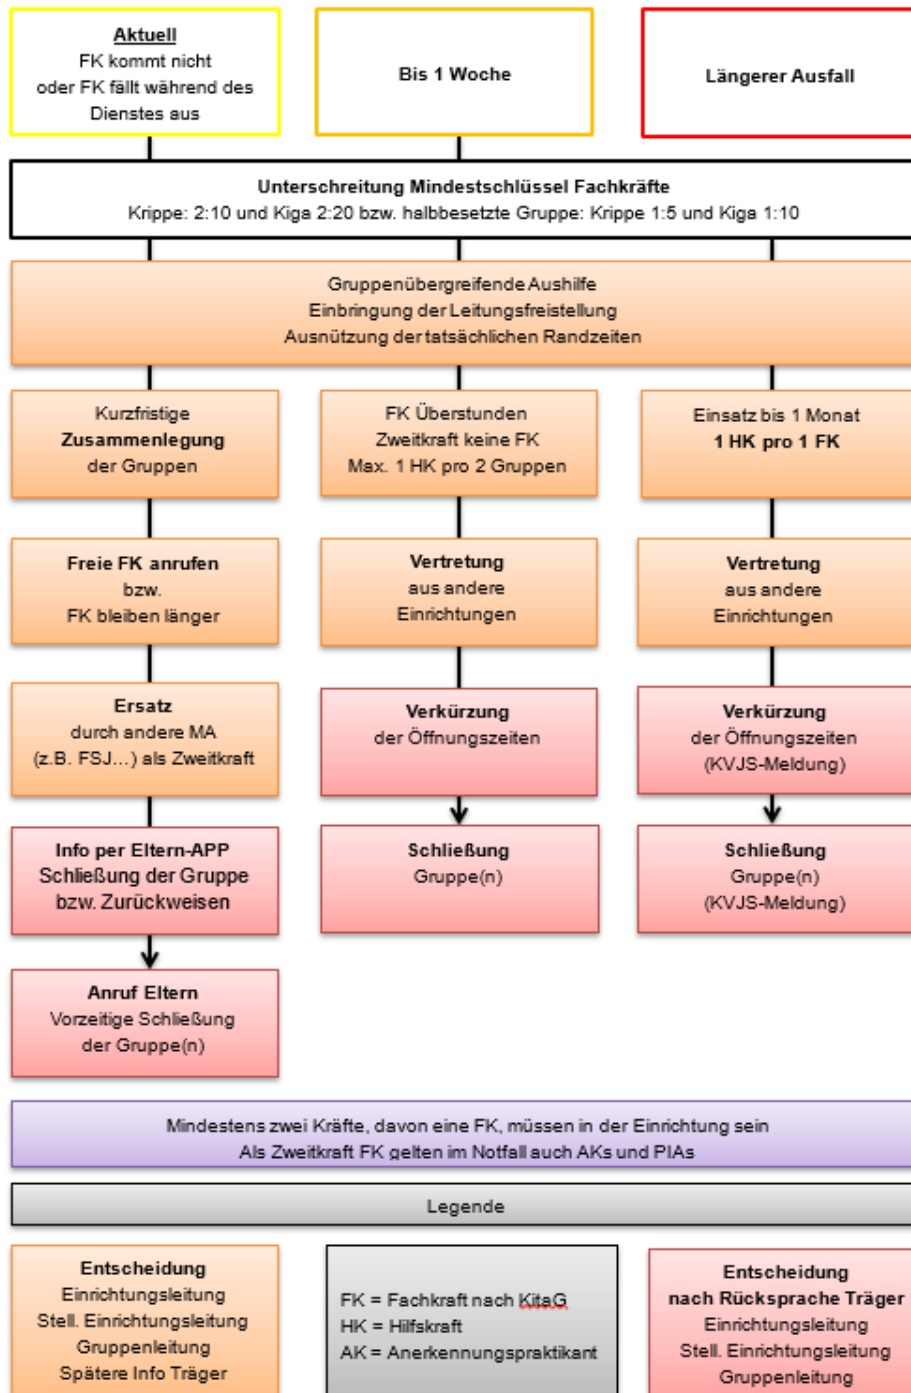 Aktuell
FK kommt nicht
oder FK fällt während des
Dienstes aus
Bis 1 Woche
Längerer Ausfall
Unterschreitung Mindestschlüssel Fachkräfte
Krippe: 2:10 und Kiga 2:20 bzw. halbbesetzte Gruppe: Krippe 1:5 und Kiga 1:10
Gruppenübergreifende Aushilfe
Einbringung der Leitungsfreistellung
Ausnützung der tatsächlichen Randzeiten
Kurzfristige
Zusammenlegung
der Gruppen
FK Überstunden
Zweitkraft keine FK
Max. 1 HK pro 2 Gruppen
Einsatz bis 1 Monat
1 HK pro 1 FK
Freie FK anrufen
bzw.
FK bleiben länger
Vertretung
aus andere
Einrichtungen
Vertretung
aus andere
Einrichtungen
Ersatz
durch andere MA
(z.B. FSJ...) als Zweitkraft
Verkürzung
der Öffnungszeiten
Verkürzung
der Öffnungszeiten
(KVJS-Meldung)
Info per Eltern-APP
Schließung der Gruppe
bzw. Zurückweisen
Schließung
Gruppe(n)
Schließung
Gruppe(n)
(KVJS-Meldung)
Anruf Eltern
Vorzeitige Schließung
der Gruppe(n)
Mindestens zwei Kräfte, davon eine FK, müssen in der Einrichtung sein
Als Zweitkraft FK gelten im Notfall auch AKs und PIAs
Legende
Entscheidung
Einrichtungsleitung
Stell. Einrichtungsleitung
Gruppenleitung
Spätere Info Träger
FK = Fachkraft nach KitaG
HK = Hilfskraft
AK = Anerkennungspraktikant
Entscheidung
nach Rücksprache Träger
Einrichtungsleitung
Stell. Einrichtungsleitung
Gruppenleitung